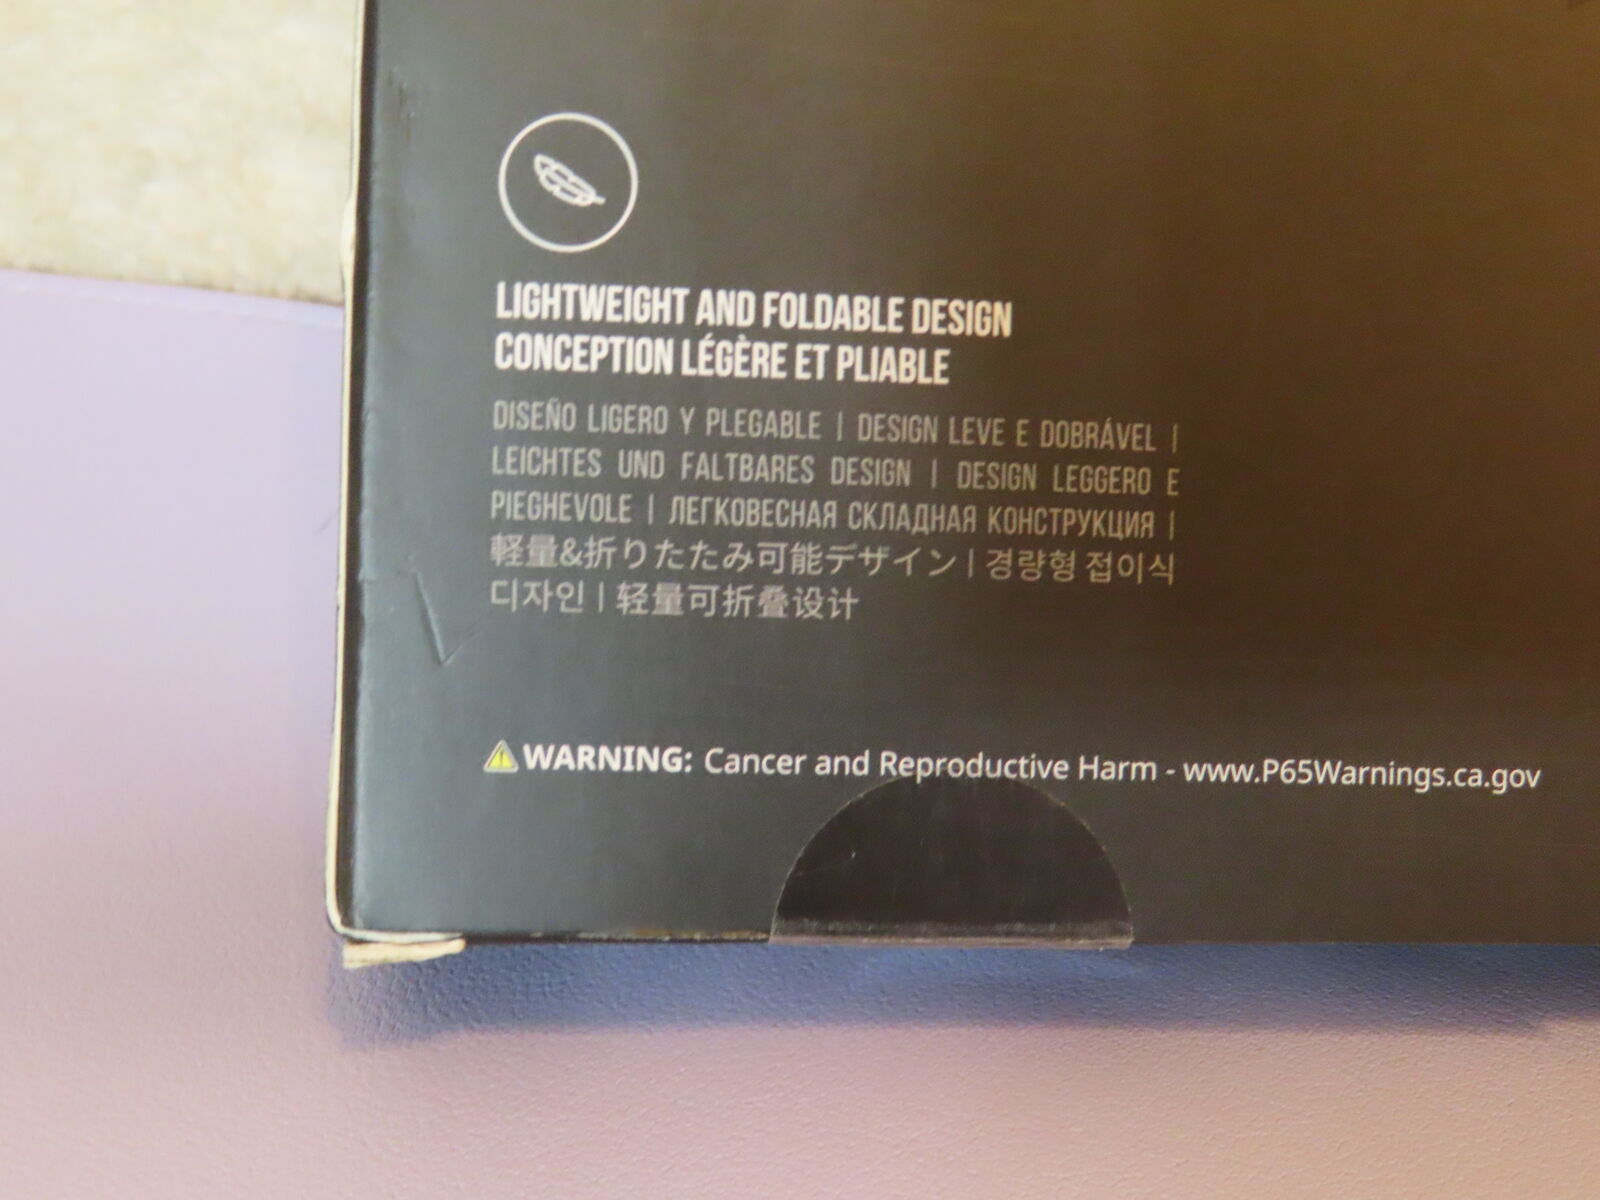 LIGHTWEIGHT AND FOLDABLE DESIGN
CONCEPTION LÉGÈRE ET PLIABLE
DISEÑO LIGERO Y PLEGABLE | DESIGN LEVE E DOBRÁVEL |
LEICHTES UND FALTBARES DESIGN | DESIGN LEGGERO E
PIEGHEVOLE | ЛЕГКОВЕСНАЯ СКЛАДНАЯ КОНСТРУКЦИЯ |
軽量&折りたたみ可能デザイン | 경량형 접이식
디자인 | 轻量可折叠设计
WARNING: Cancer and Reproductive Harm - www.P65Warnings.ca.gov